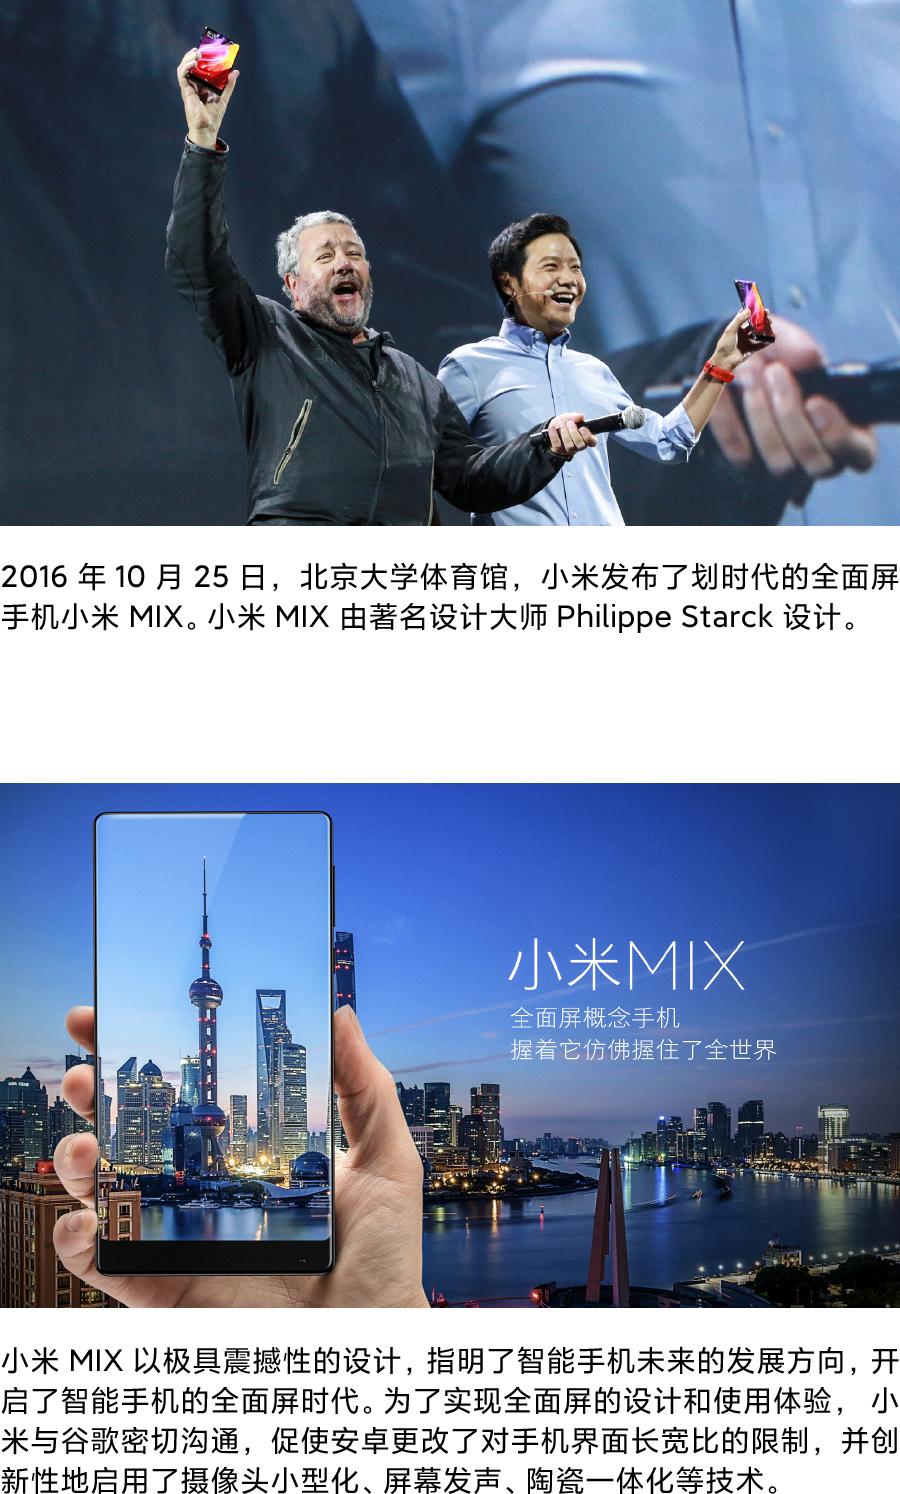 2016 年 10 月 25 日，北京大学体育馆，小米发布了划时代的全面屏
手机小米 MIX。小米 MIX 由著名设计大师 Philippe Starck 设计。
小米MIX
全面屏概念手机
握着它仿佛握住了全世界
小米 MIX 以极具震撼性的设计，指明了智能手机未来的发展方向，开
启了智能手机的全面屏时代。为了实现全面屏的设计和使用体验， 小
米与谷歌密切沟通，促使安卓更改了对手机界面长宽比的限制，并创
新性地启用了摄像头小型化、屏幕发声、陶瓷一体化等技术。